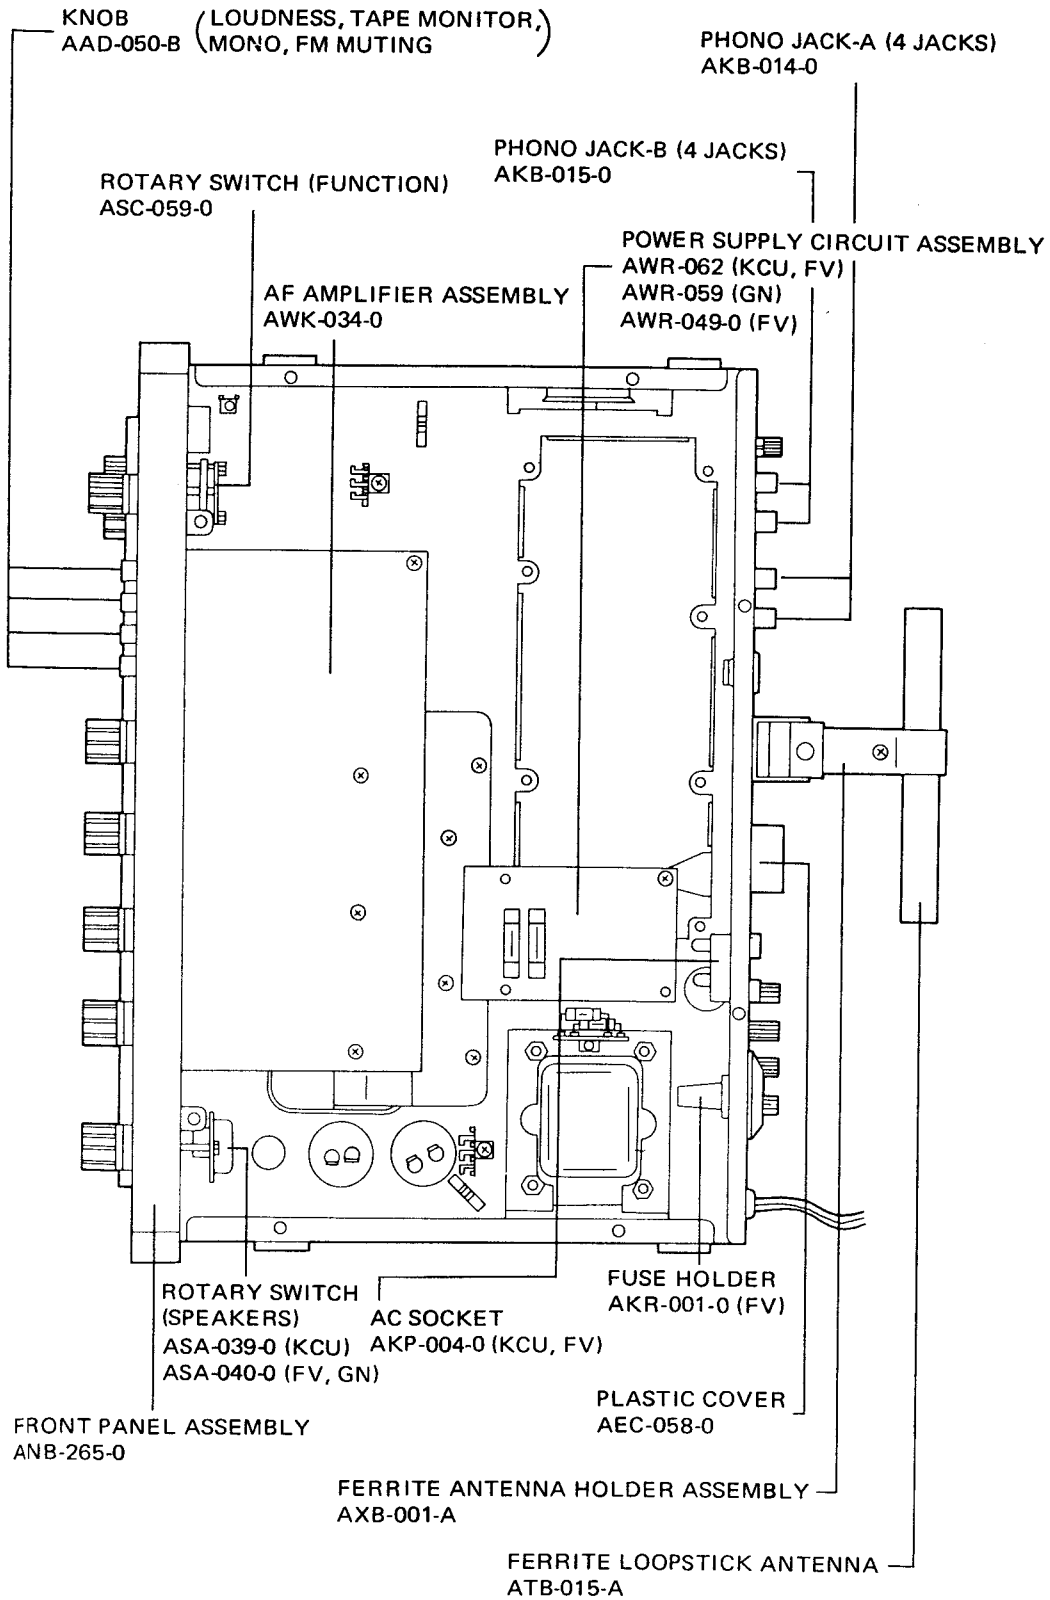 KNOB (LOUDNESS, TAPE MONITOR,
AAD-050-B MONO, FM MUTING)
PHONO JACK-A (4 JACKS)
AKB-014-0
PHONO JACK-B (4 JACKS)
AKB-015-0
ROTARY SWITCH (FUNCTION)
ASC-059-0
POWER SUPPLY CIRCUIT ASSEMBLY
AWR-062 (KCU, FV)
AWR-059 (GN)
AWR-049-0 (FV)
AF AMPLIFIER ASSEMBLY
AWK-034-0
ROTARY SWITCH
(SPEAKERS)
ASA-039-0 (KCU)
ASA-040-0 (FV, GN)
AC SOCKET
AKP-004-0 (KCU, FV)
FUSE HOLDER
AKR-001-0 (FV)
PLASTIC COVER
AEC-058-0
FRONT PANEL ASSEMBLY
ANB-265-0
FERRITE ANTENNA HOLDER ASSEMBLY
AXB-001-A
FERRITE LOOPSTICK ANTENNA
ATB-015-A